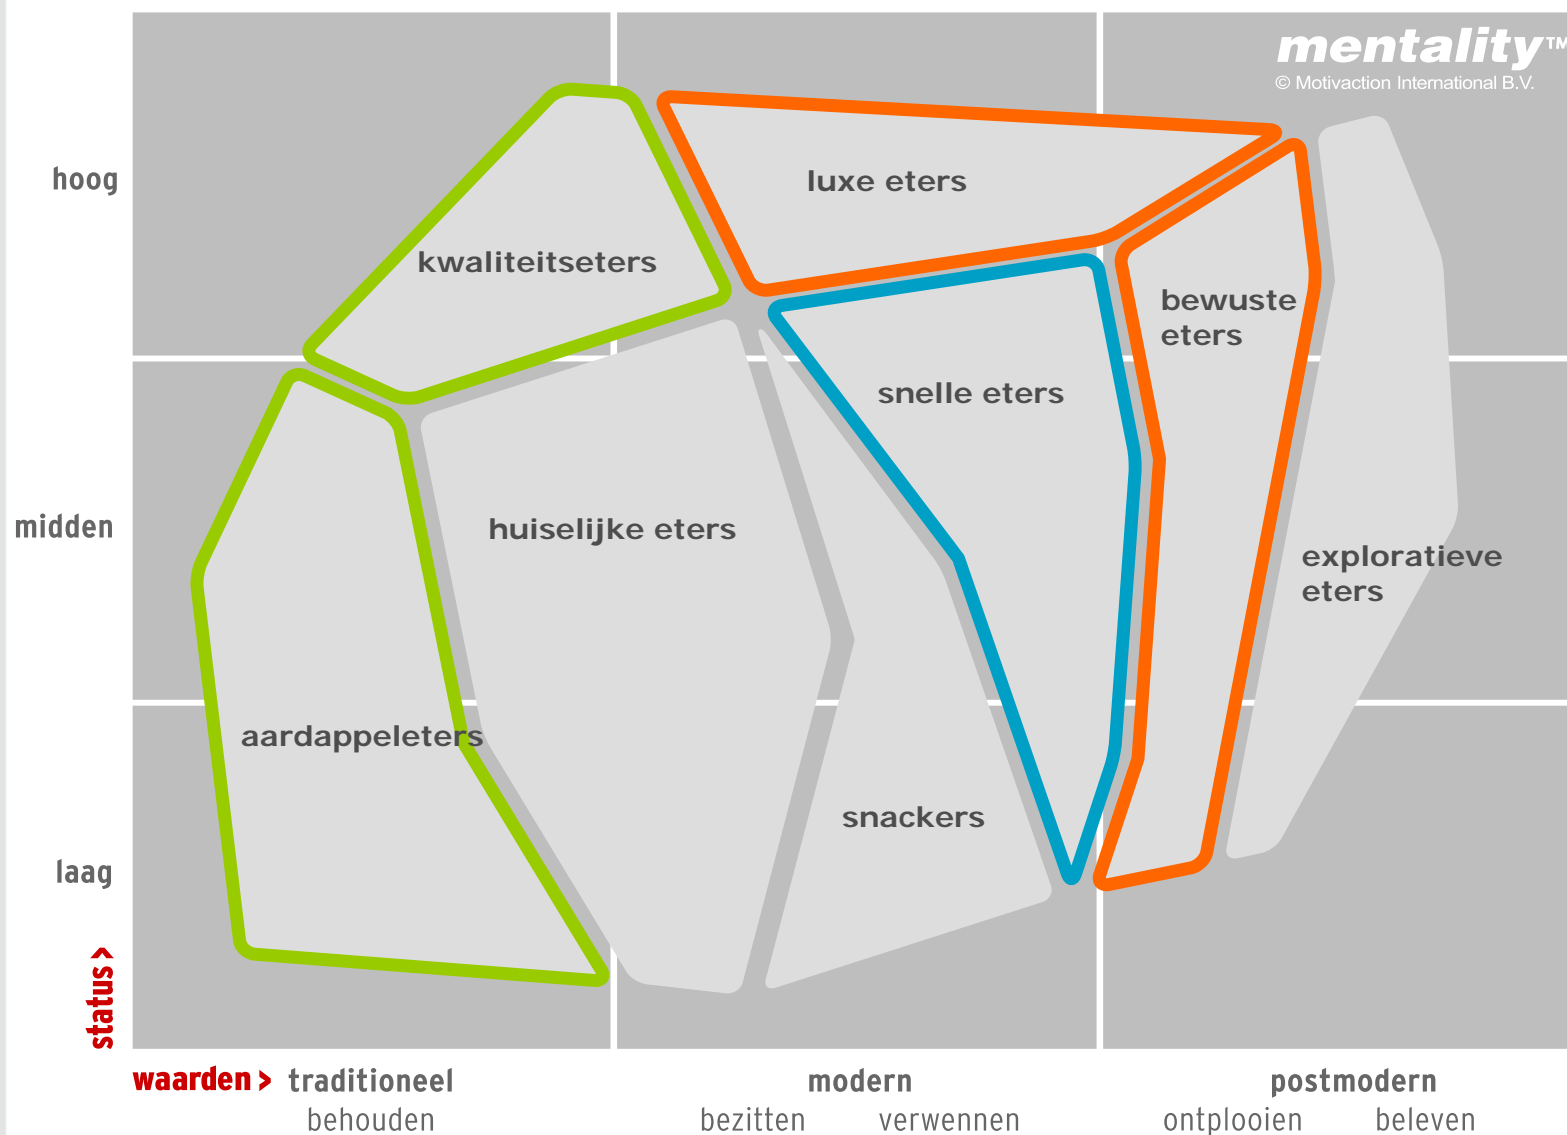 mentality™
© Motivaction International B.V.
hoog
luxe eters
kwaliteitseters
bewuste
eters
snelle eters
midden
huiselijke eters
exploratieve
eters
aardappeleters
snackers
laag
status >
waarden > traditioneel modern postmodern
behouden bezitten verwennen ontplooien beleven